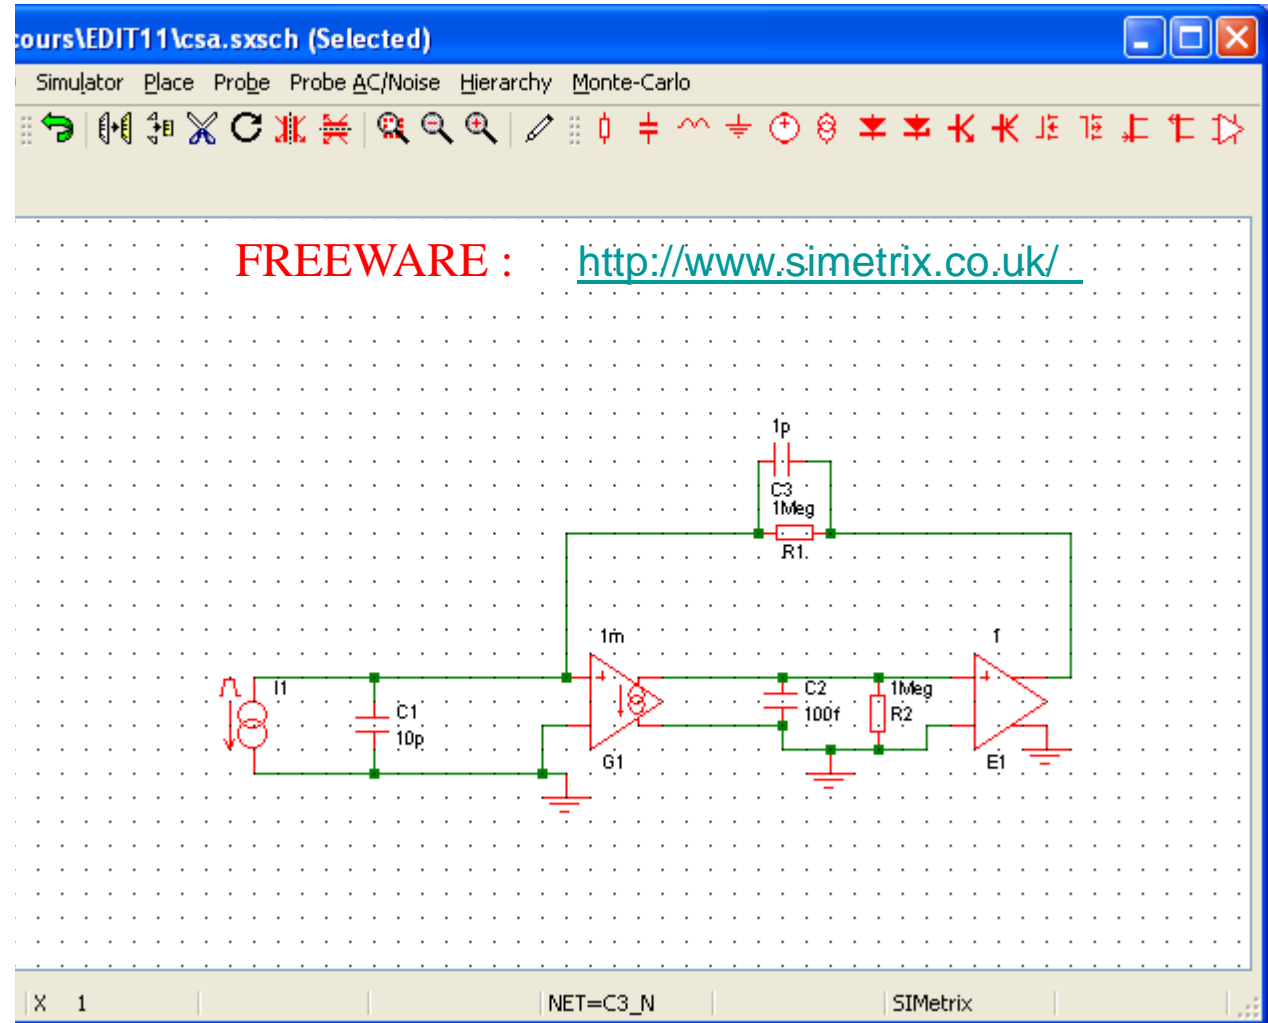 ours\EDIT11\csa.sxsch (Selected)
Simulator Place Probe Probe AC/Noise Hierarchy Monte-Carlo
FREEWARE : http://www.simetrix.co.uk/
1p
C3
1Meg
R1
1m
1
I1
C1
10p
G1
C2
100f
1Meg
R2
E1
X 1 NET=C3_N SIMetrix